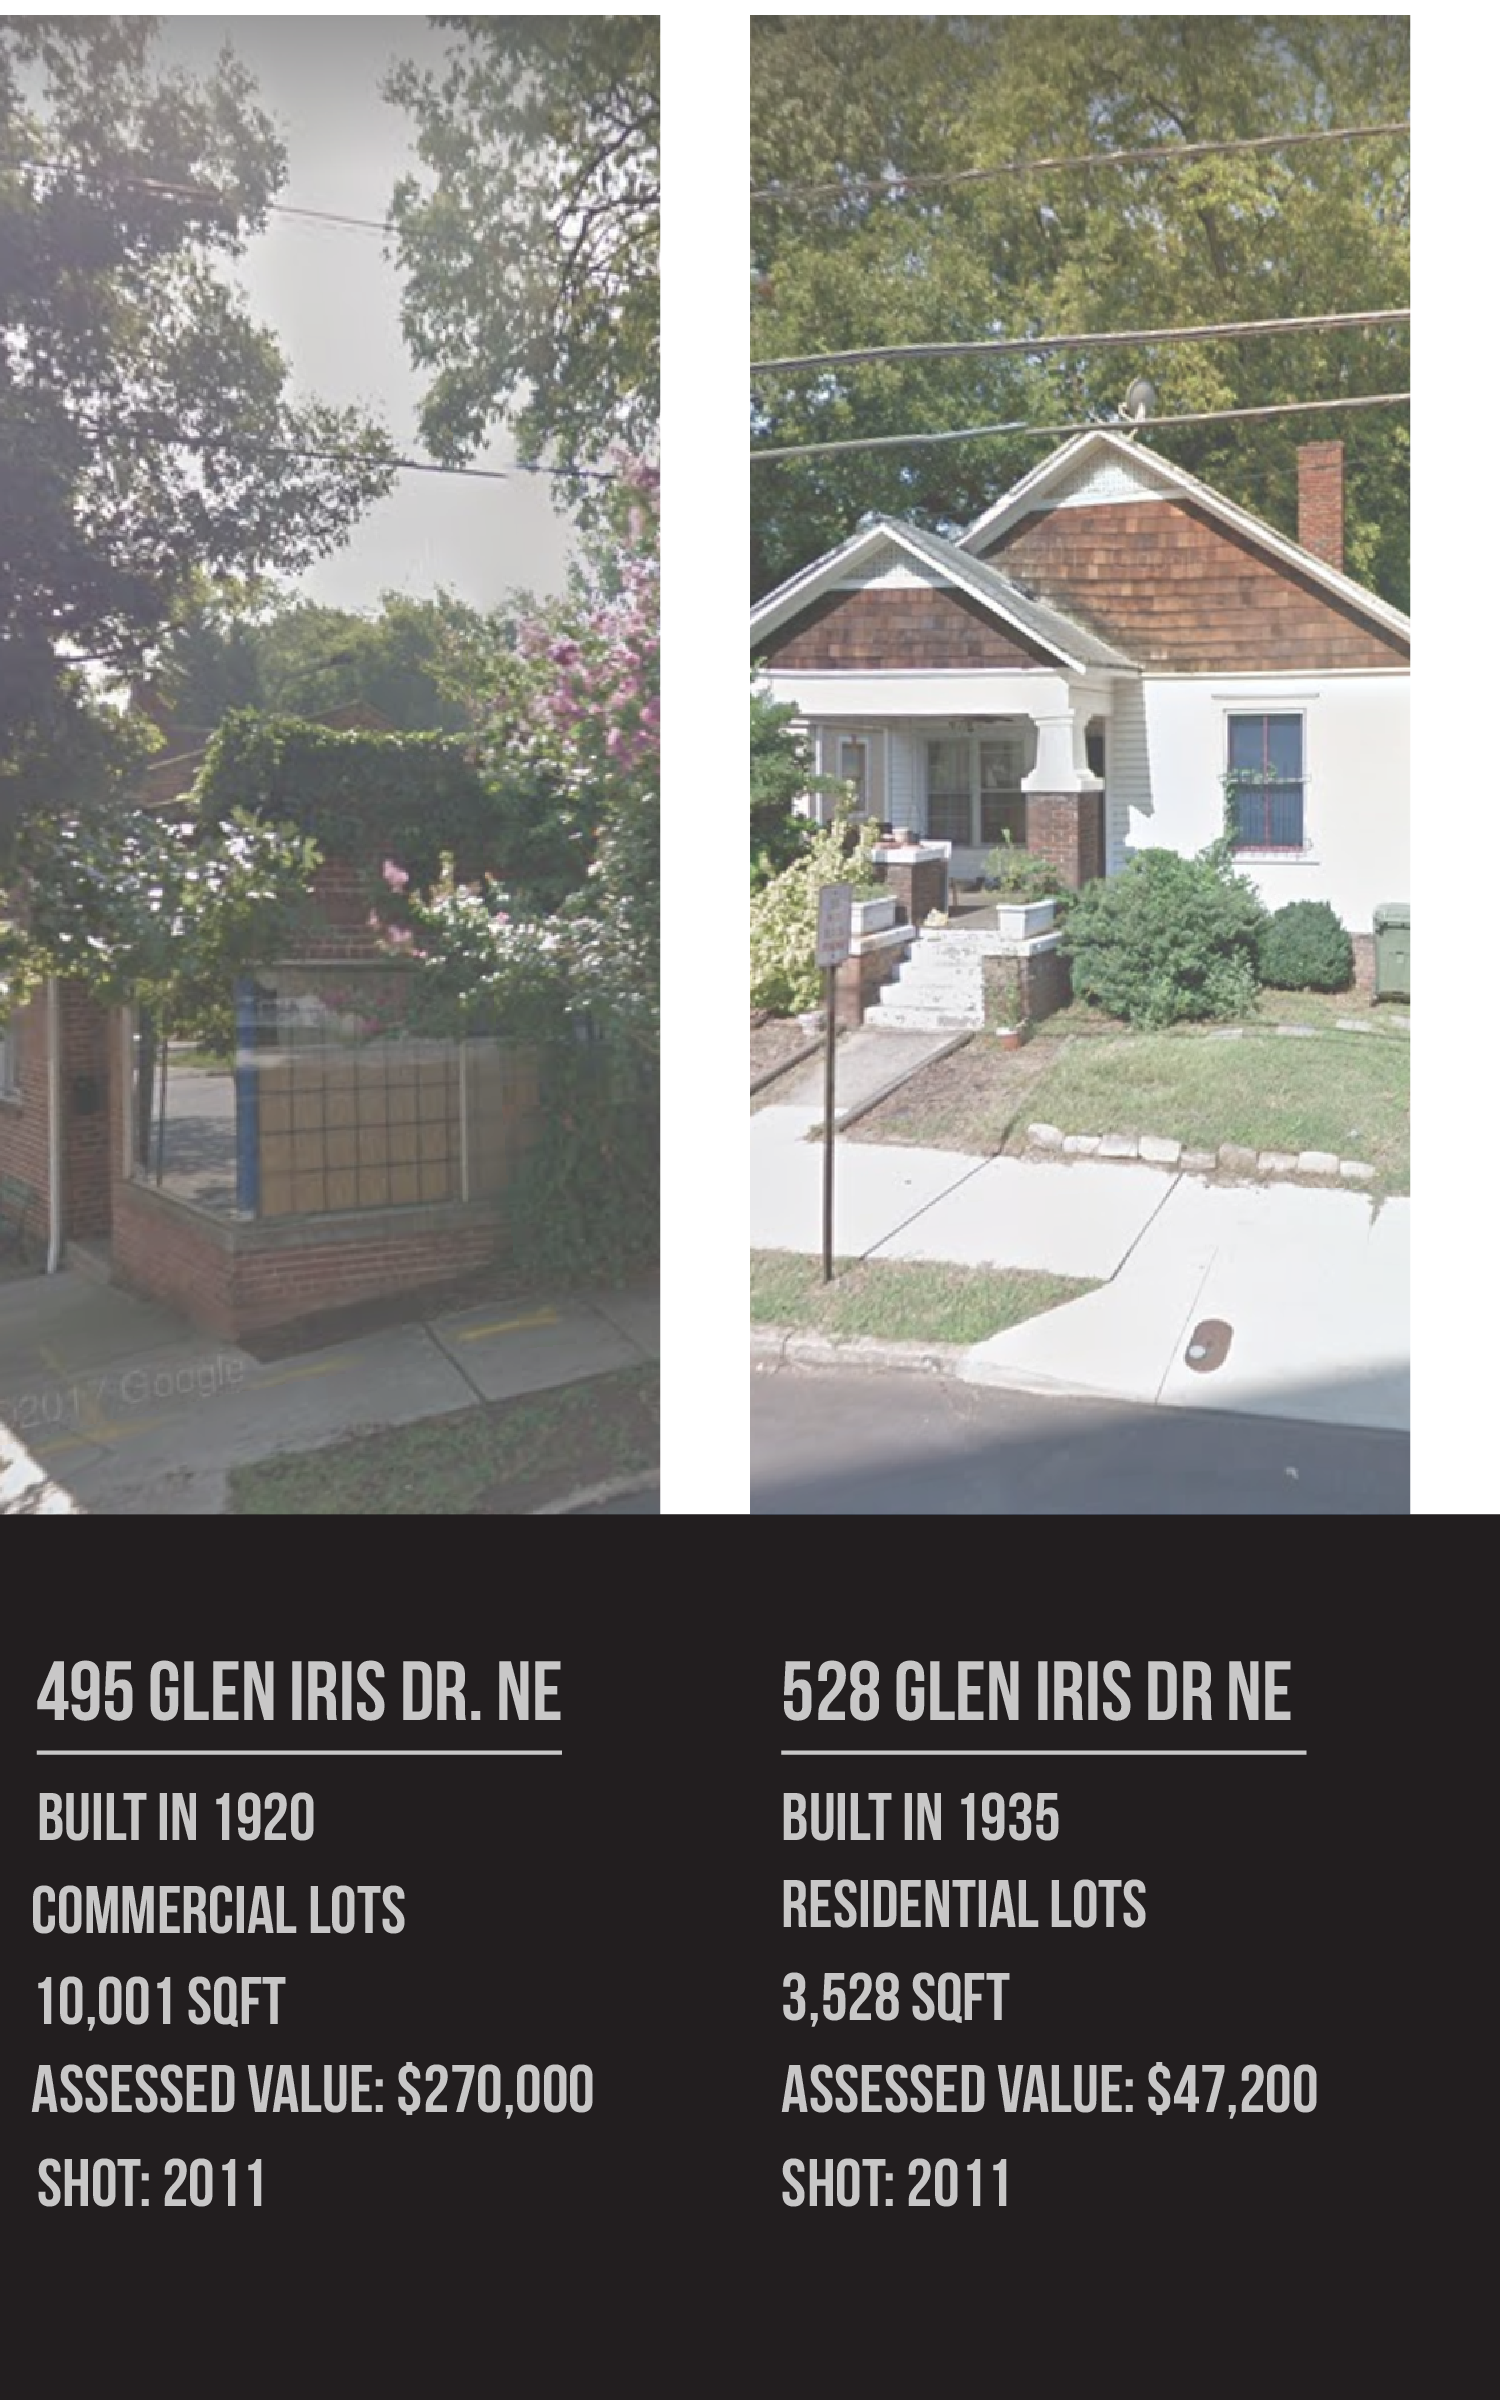 ©2017 Google
495 GLEN IRIS DR. NE
BUILT IN 1920
COMMERCIAL LOTS
10,001 SQFT
ASSESSED VALUE: $270,000
SHOT: 2011
528 GLEN IRIS DR NE
BUILT IN 1935
RESIDENTIAL LOTS
3,528 SQFT
ASSESSED VALUE: $47,200
SHOT: 2011